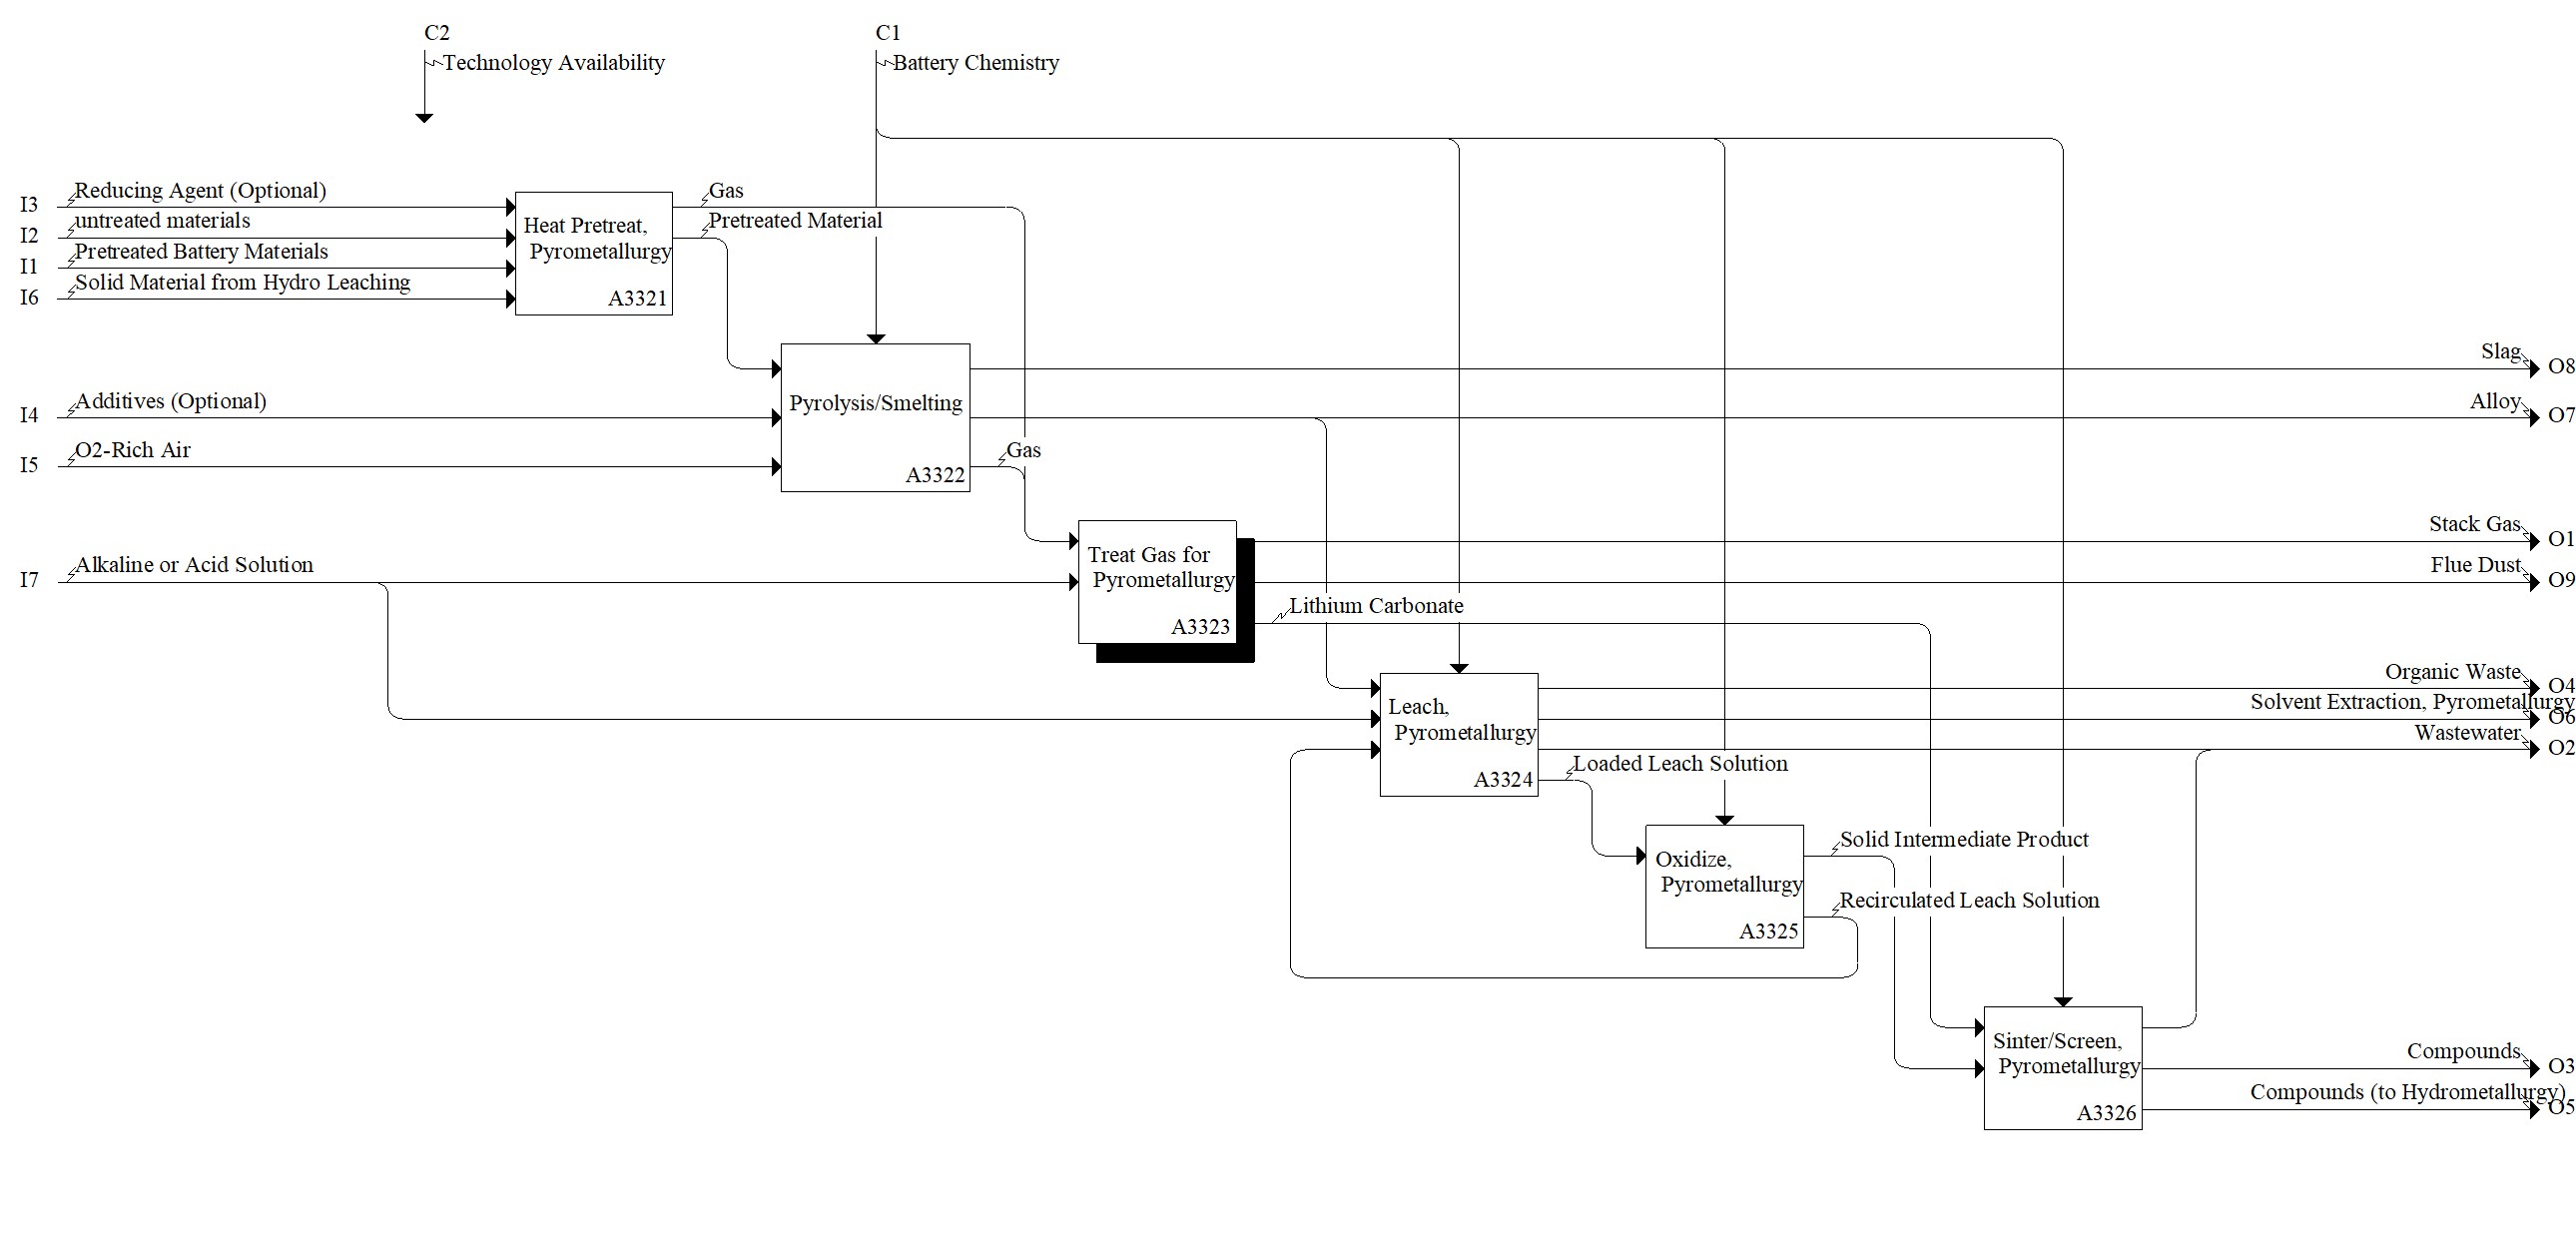 C2
Technology Availability
C1
Battery Chemistry
I3
Reducing Agent (Optional)
I2
untreated materials
I1
Pretreated Battery Materials
I6
Solid Material from Hydro Leaching
Heat Pretreat,
Pyrometallurgy
A3321
Gas
Pretreated Material
I4
Additives (Optional)
I5
O2-Rich Air
Pyrolysis/Smelting
A3322
Gas
Slag
O8
Alloy
O7
I7
Alkaline or Acid Solution
Treat Gas for
Pyrometallurgy
A3323
Stack Gas
O1
Flue Dust
O9
Lithium Carbonate
Leach,
Pyrometallurgy
A3324
Organic Waste
O4
Solvent Extraction, Pyrometallurgy
O6
Wastewater
O2
Loaded Leach Solution
Oxidize,
Pyrometallurgy
A3325
Solid Intermediate Product
Recirculated Leach Solution
Sinter/Screen,
Pyrometallurgy
A3326
Compounds
O3
Compounds (to Hydrometallurgy)
O5